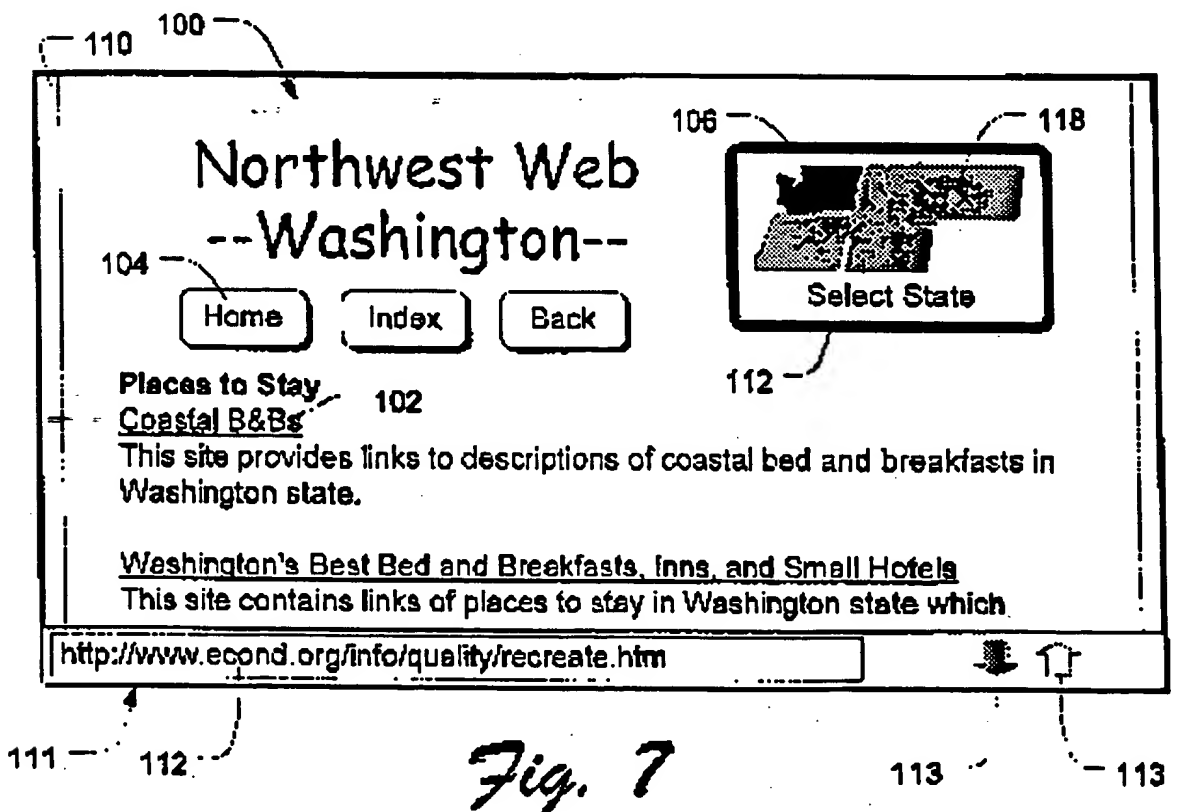 110
100
Northwest Web
--Washington--
106
118
104
Home
Index
Back
Select State
112
Places to Stay
102
Coastal B&Bs
This site provides links to descriptions of coastal bed and breakfasts in
Washington state.
Washington's Best Bed and Breakfasts, Inns, and Small Hotels
This site contains links of places to stay in Washington state which
http://www.econd.org/info/quality/recreate.htm
111
112
Fig. 7
113
113